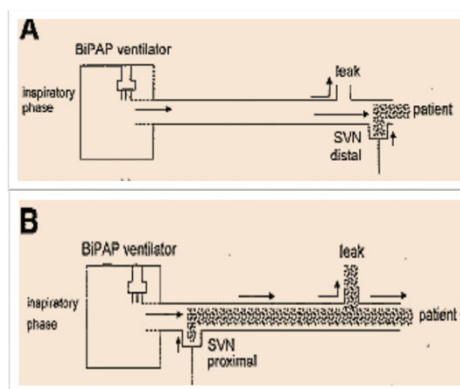 A
BiPAP ventilator
leak
inspiratory
phase
patient
SVN
distal
B
BiPAP ventilator
leak
inspiratory
phase
patient
SVN
proximal